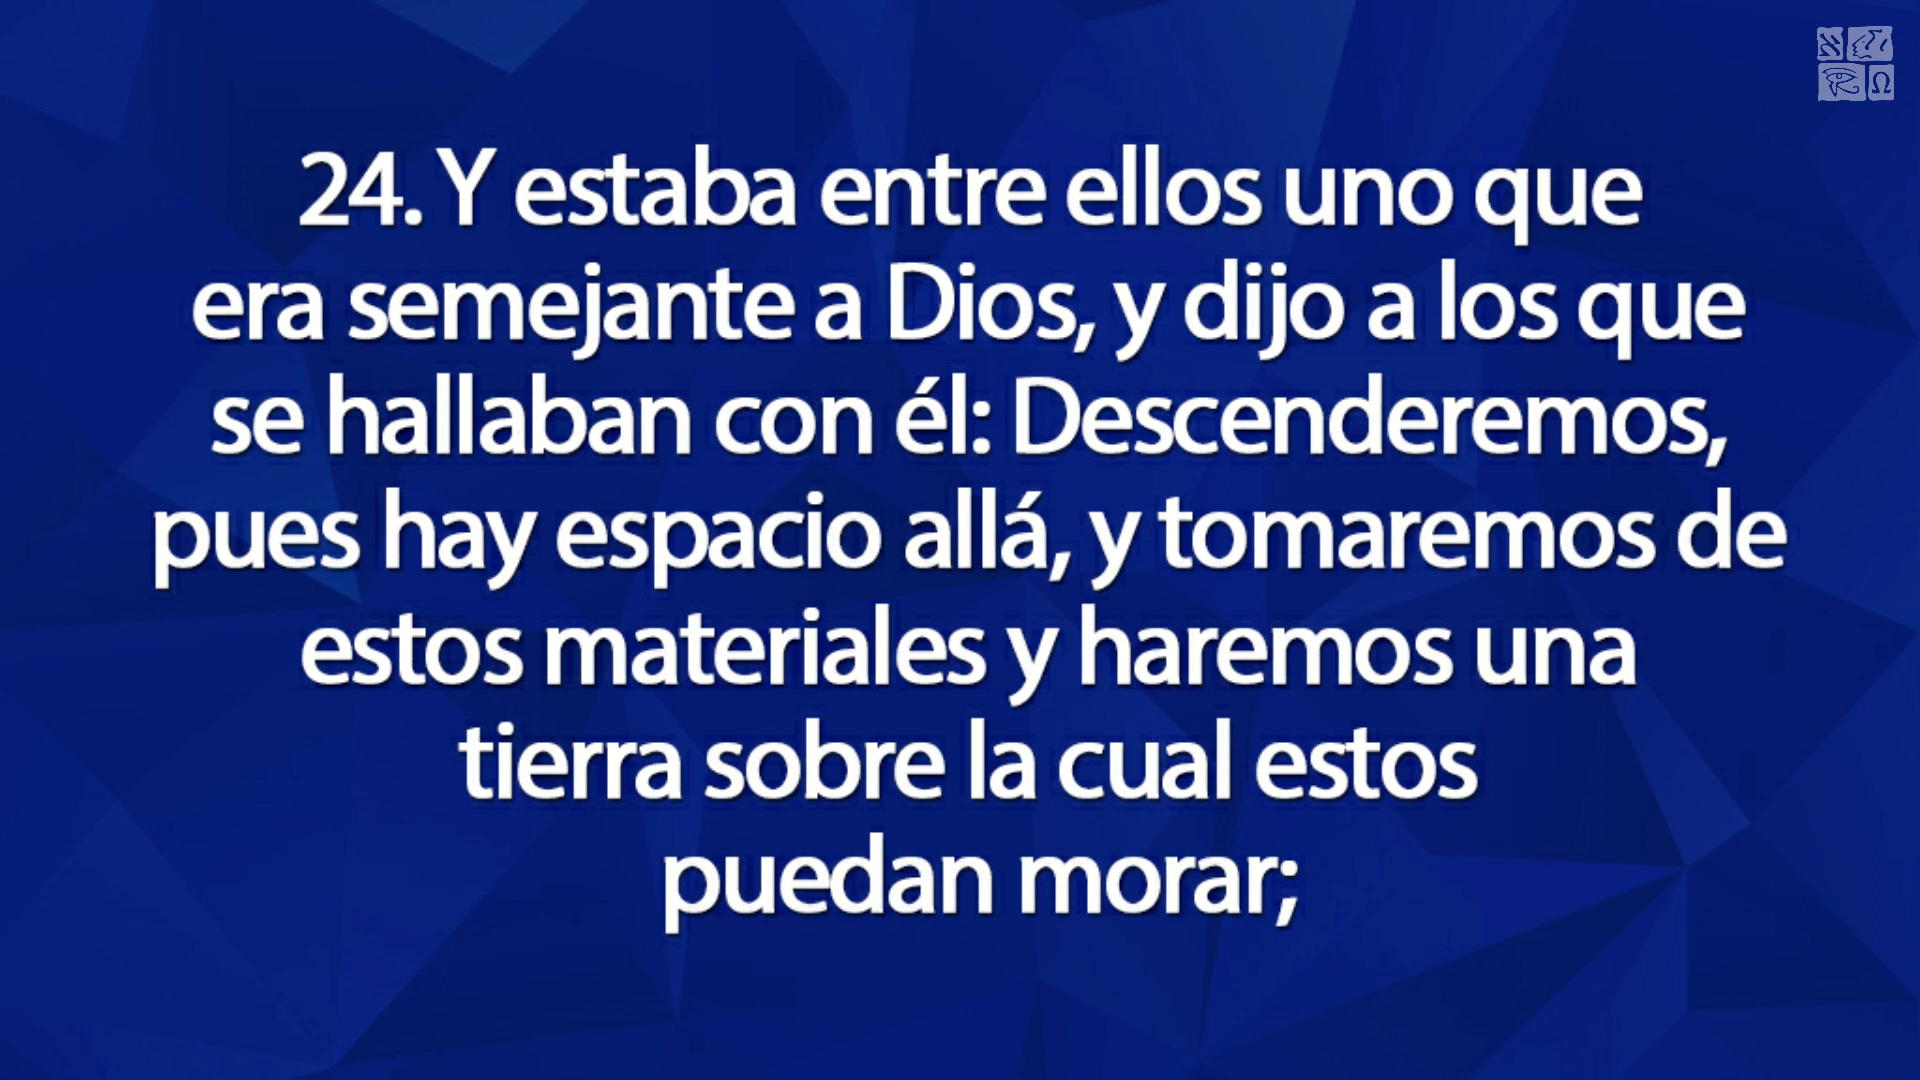 24. Y estaba entre ellos uno que
era semejante a Dios, y dijo a los que
se hallaban con él: Descenderemos,
pues hay espacio allá, y tomaremos de
estos materiales y haremos una
tierra sobre la cual estos
puedan morar;